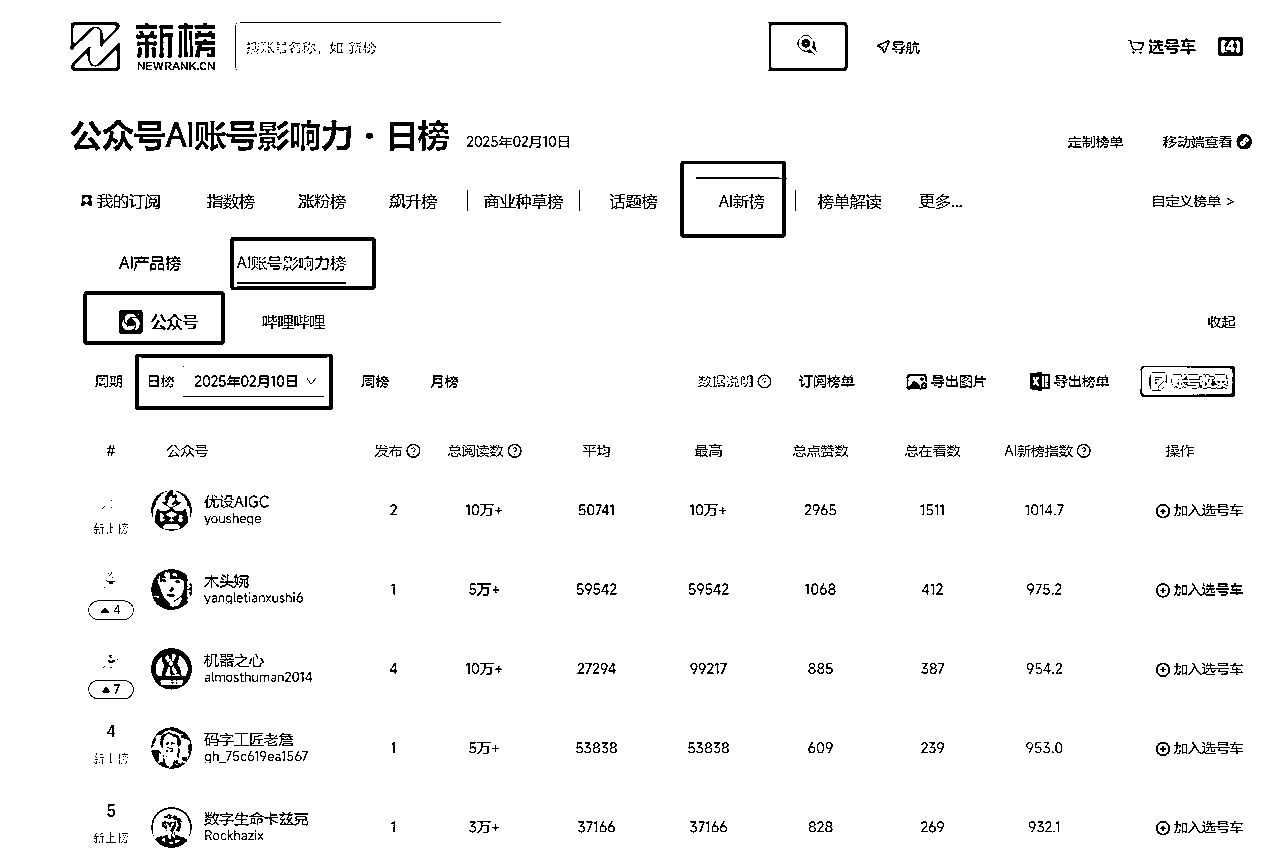 新榜
NEWRANK.CN
搜账号名称，如 新榜
导航
选号车
4
公众号AI账号影响力·日榜 2025年02月10日
定制榜单 移动端查看
我的订阅 指数榜 涨粉榜 飙升榜 商业种草榜 话题榜 AI新榜 榜单解读 更多... 自定义榜单 >
AI产品榜 AI账号影响力榜
公众号 哔哩哔哩 收起
周期 日榜 2025年02月10日 周榜 月榜 数据说明 订阅榜单 导出图片 导出榜单 账号收录
# 公众号 发布 总阅读数 平均 最高 总点赞数 总在看数 AI新榜指数 操作
优设AIGC
新上榜 yousheqe 2 10万+ 50741 10万+ 2965 1511 1014.7 加入选号车
木头婉
4 yangletianxushi6 1 5万+ 59542 59542 1068 412 975.2 加入选号车
机器之心
7 almosthuman2014 4 10万+ 27294 99217 885 387 954.2 加入选号车
4 码字工匠老詹
新上榜 gh_75c619ea1567 1 5万+ 53838 53838 609 239 953.0 加入选号车
5 数字生命卡兹克
新上榜 Rockhazix 1 3万+ 37166 37166 828 269 932.1 加入选号车